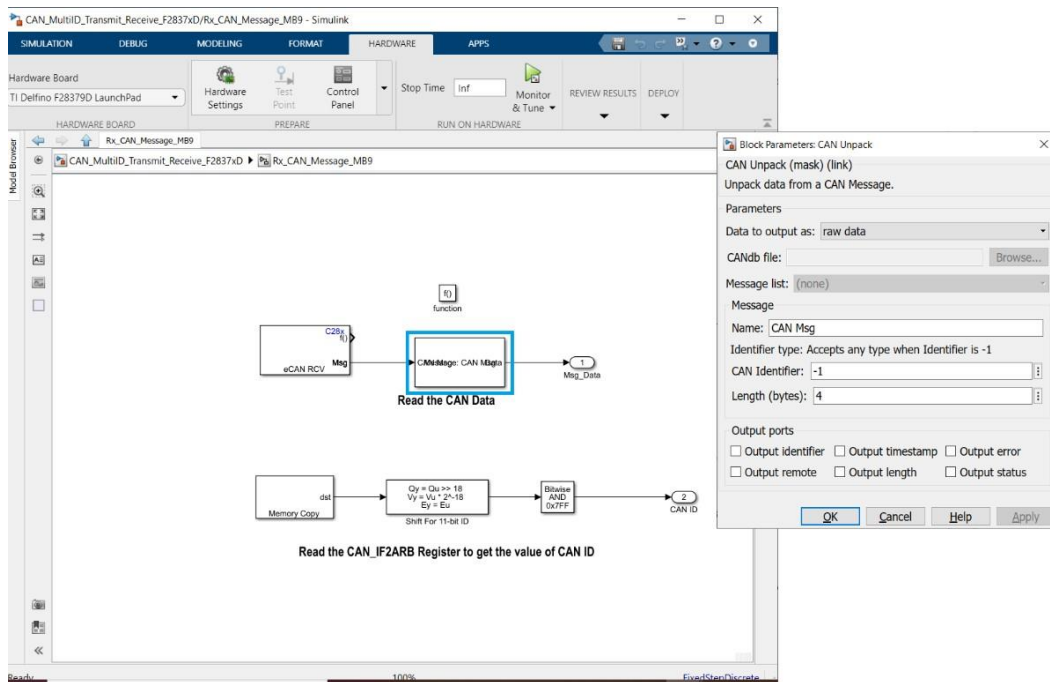 CAN_MultiID_Transmit_Receive_F2837xD/Rx_CAN_Message_MB9 - Simulink
SIMULATION DEBUG MODELING FORMAT HARDWARE APPS
Hardware Board
TI Delfino F28379D LaunchPad
Hardware Settings
Test Point
Control Panel
Stop Time Inf
Monitor & Tune
REVIEW RESULTS
DEPLOY
HARDWARE BOARD PREPARE RUN ON HARDWARE
Rx_CAN_Message_MB9
CAN_MultiID_Transmit_Receive_F2837xD Rx_CAN_Message_MB9
Model Browser
f()
function
C28x
f()
Msg
eCAN RCV
Message: CAN Msg
1
Msg_Data
Read the CAN Data
dst
Memory Copy
Qy = Qu >> 18
Vy = Vu * 2^-18
Ey = Eu
Shift For 11-bit ID
Bitwise
AND
0x7FF
2
CAN ID
Read the CAN_IF2ARB Register to get the value of CAN ID
Ready 100% FixedStepDiscrete
Block Parameters: CAN Unpack
CAN Unpack (mask) (link)
Unpack data from a CAN Message.
Parameters
Data to output as: raw data
CANdb file: Browse...
Message list: (none)
Message
Name: CAN Msg
Identifier type: Accepts any type when Identifier is -1
CAN Identifier: -1
Length (bytes): 4
Output ports
Output identifier Output timestamp Output error
Output remote Output length Output status
OK Cancel Help Apply